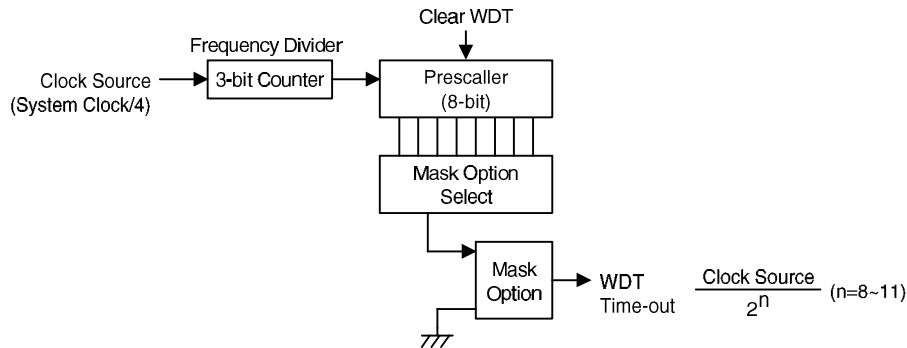 Clear WDT
Frequency Divider
Clock Source
(System Clock/4)
3-bit Counter
Prescaller
(8-bit)
Mask Option
Select
Mask
Option
WDT
Time-out
Clock Source
2^n
(n=8~11)